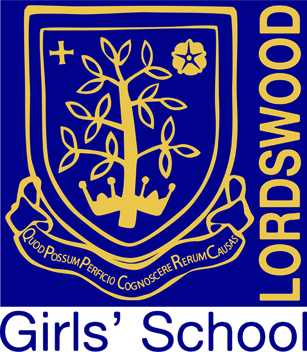 QUOD POSSUM PERFICIO COGNOSCERE RERUM CAUSAS
LORDSWOOD
Girls' School